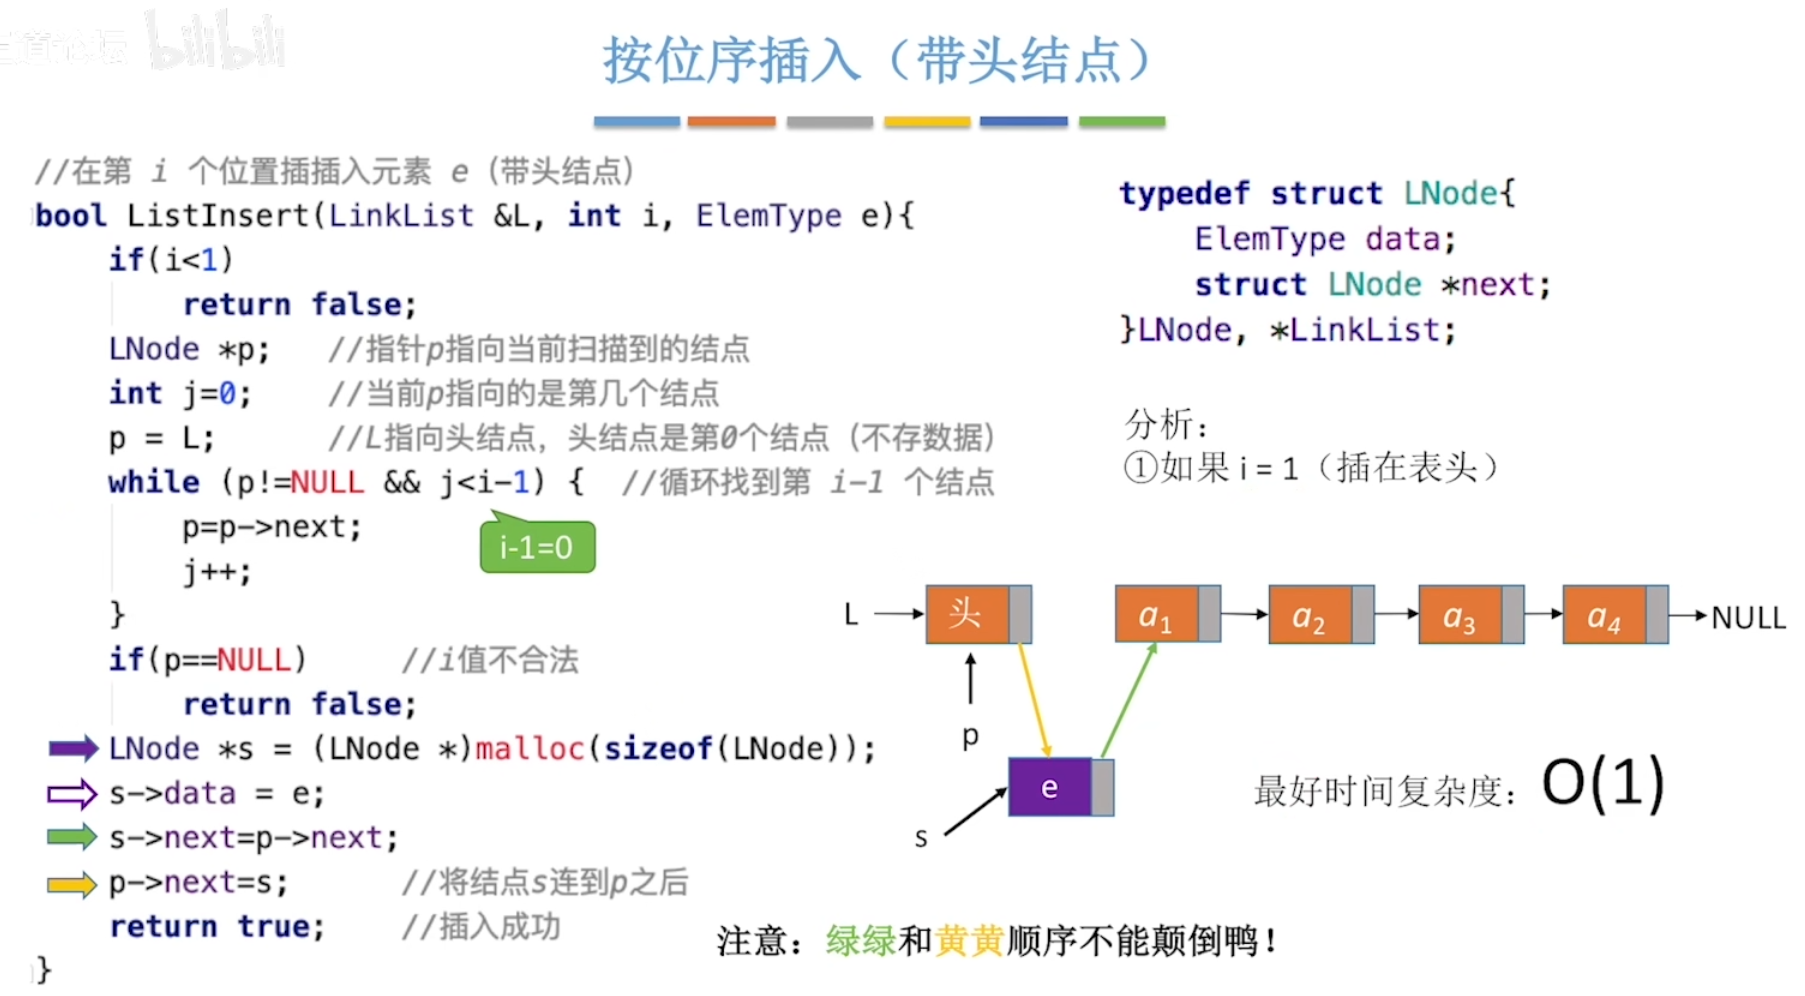 bilibili
按位序插入（带头结点）
//在第 i 个位置插插入元素 e（带头结点）
bool ListInsert(LinkList &L, int i, ElemType e){
if(i<1)
return false;
LNode *p; //指针p指向当前扫描到的结点
int j=0; //当前p指向的是第几个结点
p = L; //L指向头结点，头结点是第0个结点（不存数据）
while (p!=NULL && j<i-1) { //循环找到第 i-1 个结点
p=p->next;
j++;
i-1=0
}
if(p==NULL) //i值不合法
return false;
LNode *s = (LNode *)malloc(sizeof(LNode));
s->data = e;
s->next=p->next;
p->next=s; //将结点s连到p之后
return true; //插入成功
}
typedef struct LNode{
ElemType data;
struct LNode *next;
}LNode, *LinkList;
分析：
①如果 i = 1（插在表头）
L 头 a1 a2 a3 a4 NULL
p
e
s
最好时间复杂度：O(1)
注意：绿绿和黄黄顺序不能颠倒鸭！